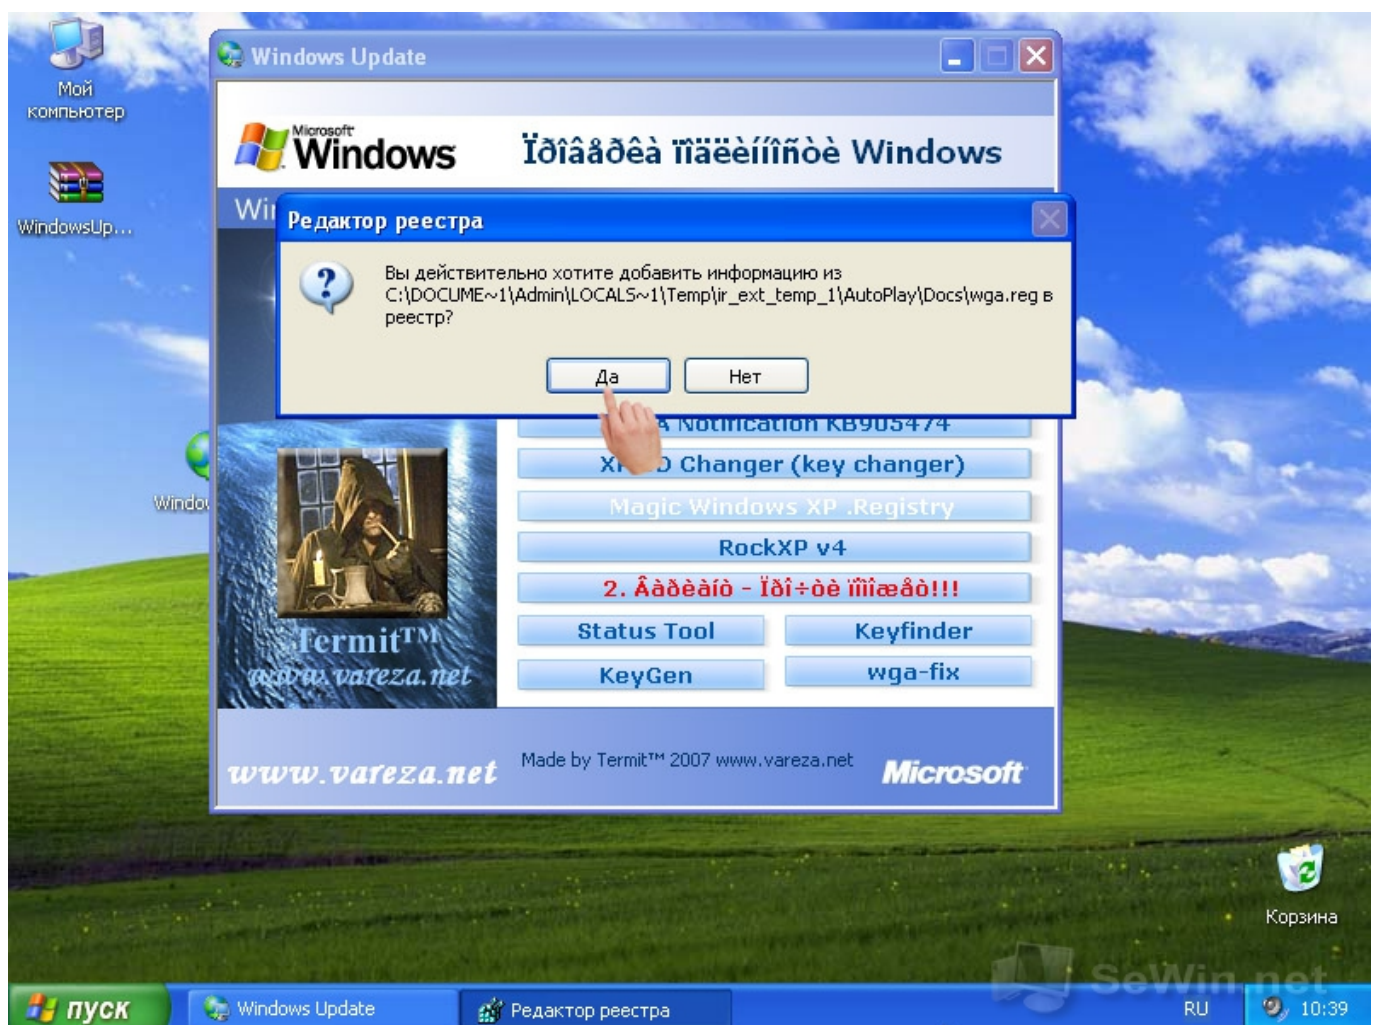 Мой
компьютер
WindowsUp...
Windows Update
Microsoft
Windows
Ïðîâåðêà ïîäëèííîñòè Windows
Редактор реестра
Вы действительно хотите добавить информацию из
C:\DOCUME~1\Admin\LOCALS~1\Temp\ir_ext_temp_1\AutoPlay\Docs\wga.reg в
реестр?
Да
Нет
Notification KB905474
Changer (key changer)
Magic Windows XP .Registry
RockXP v4
2. Âàðèàíò - Ïðî÷òè ïîìîæåò!!!
Status Tool
Keyfinder
KeyGen
wga-fix
Termit™
www.vareza.net
www.vareza.net
Made by Termit™ 2007 www.vareza.net
Microsoft
Корзина
SeWin.net
пуск
Windows Update
Редактор реестра
RU
10:39